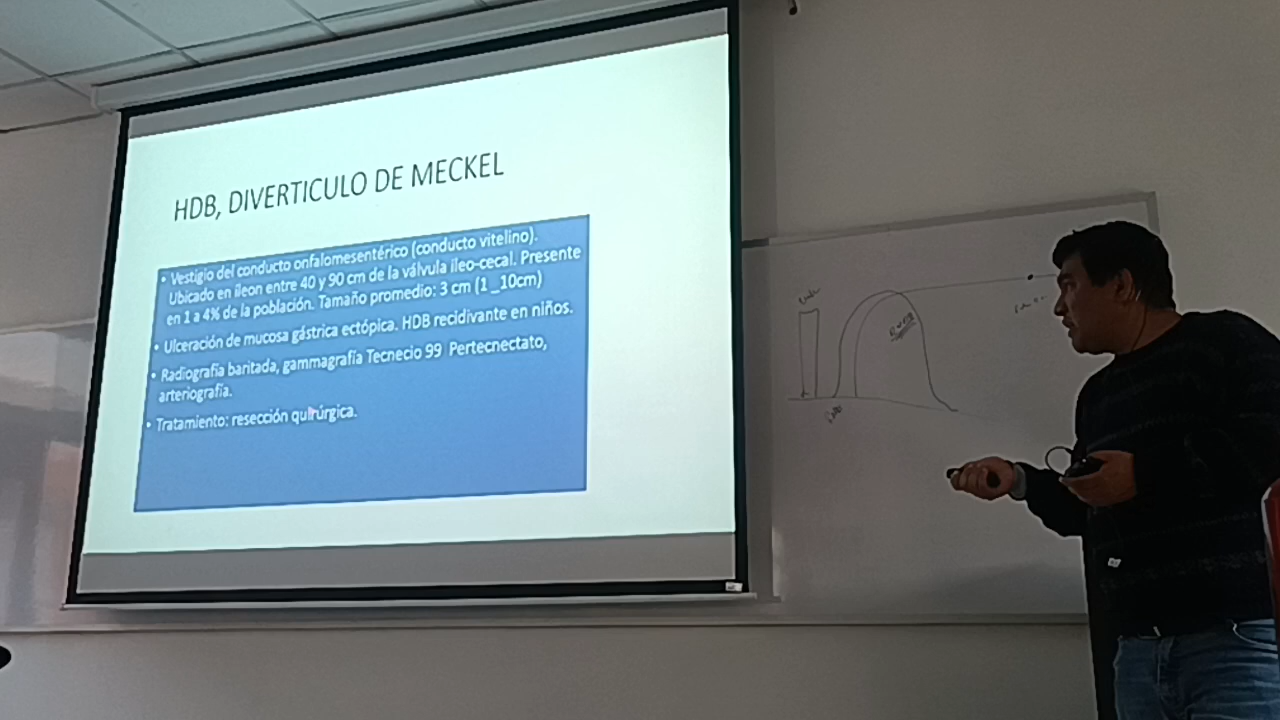 HDB, DIVERTICULO DE MECKEL
• Vestigio del conducto onfalomesentérico (conducto vitelino).
Ubicado en íleon entre 40 y 90 cm de la válvula íleo-cecal. Presente
en 1 a 4% de la población. Tamaño promedio: 3 cm (1 _10cm)
• Ulceración de mucosa gástrica ectópica. HDB recidivante en niños.
• Radiografía baritada, gammagrafía Tecnecio 99 Pertecnectato,
arteriografía.
• Tratamiento: resección quirúrgica.